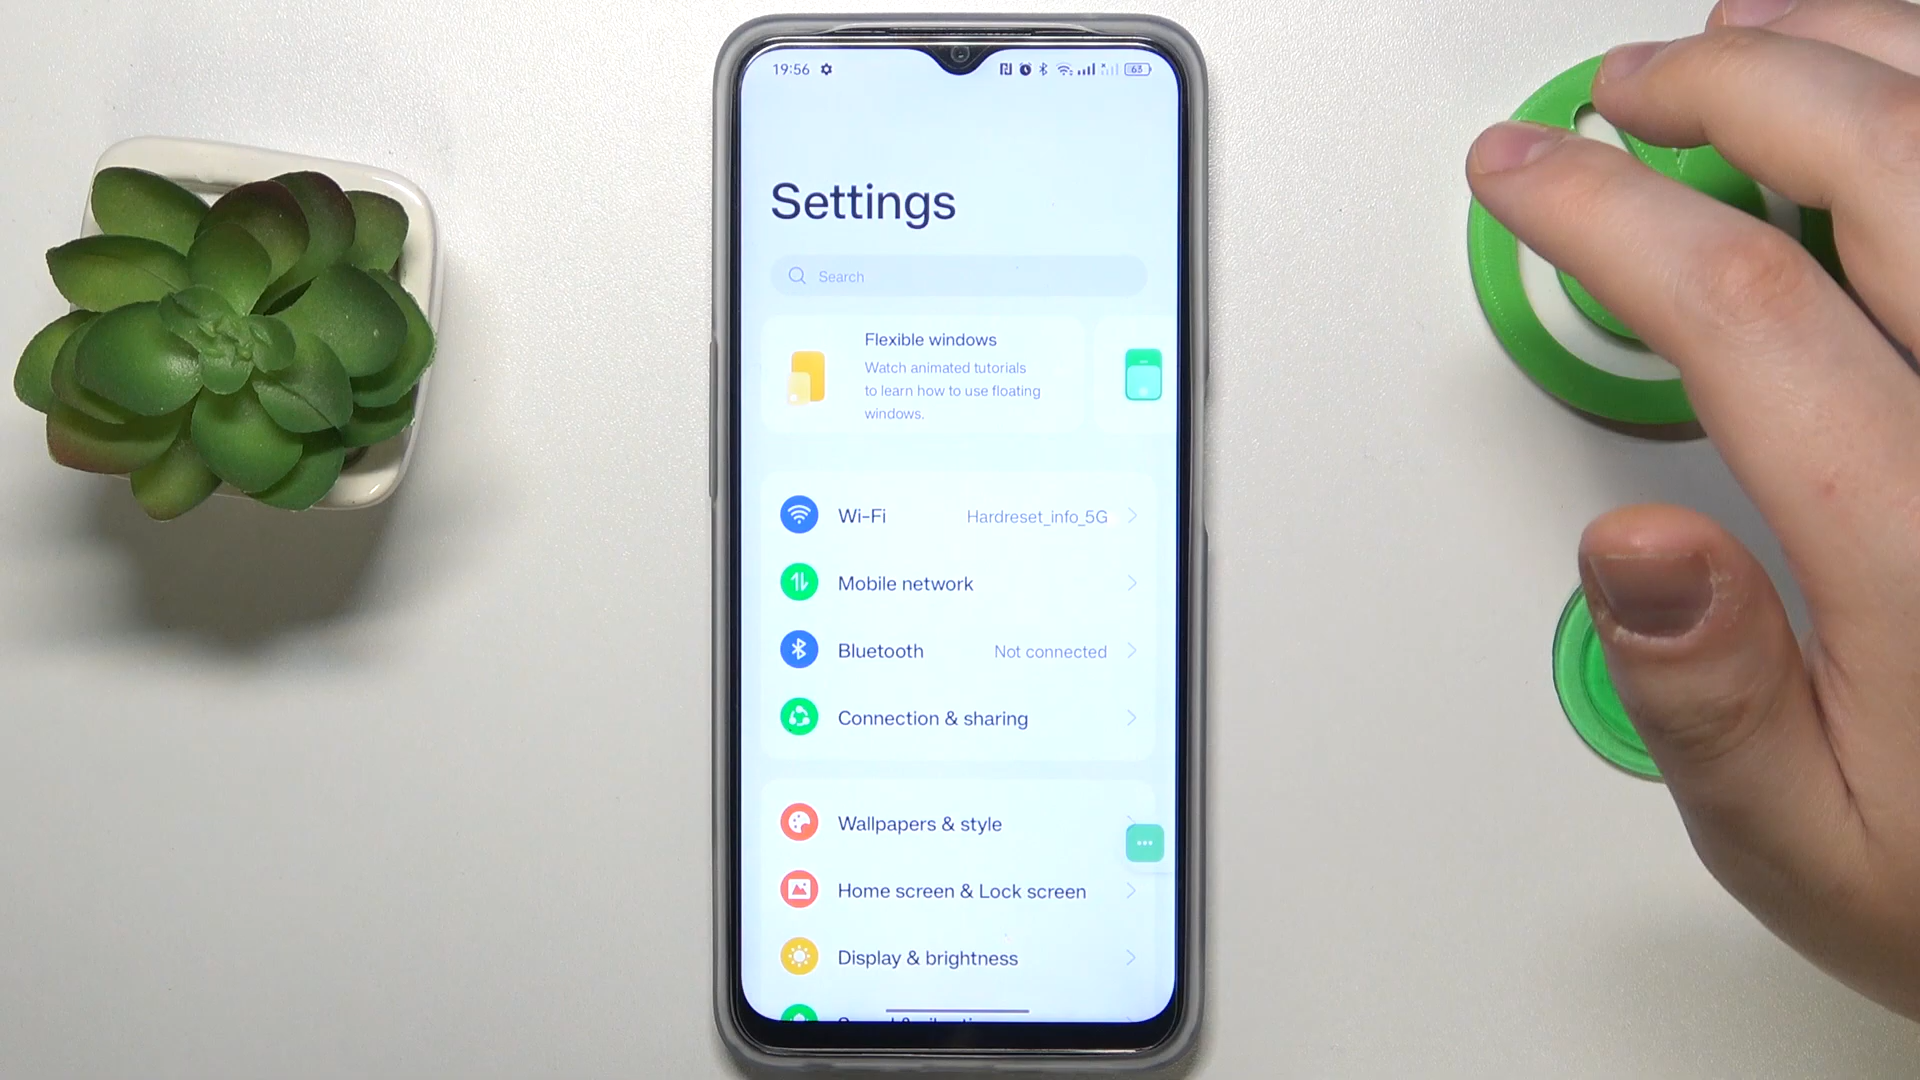 19:56
63
Settings
Search
Flexible windows
Watch animated tutorials
to learn how to use floating
windows.
Wi-Fi Hardreset_info_5G
Mobile network
Bluetooth Not connected
Connection & sharing
Wallpapers & style
Home screen & Lock screen
Display & brightness